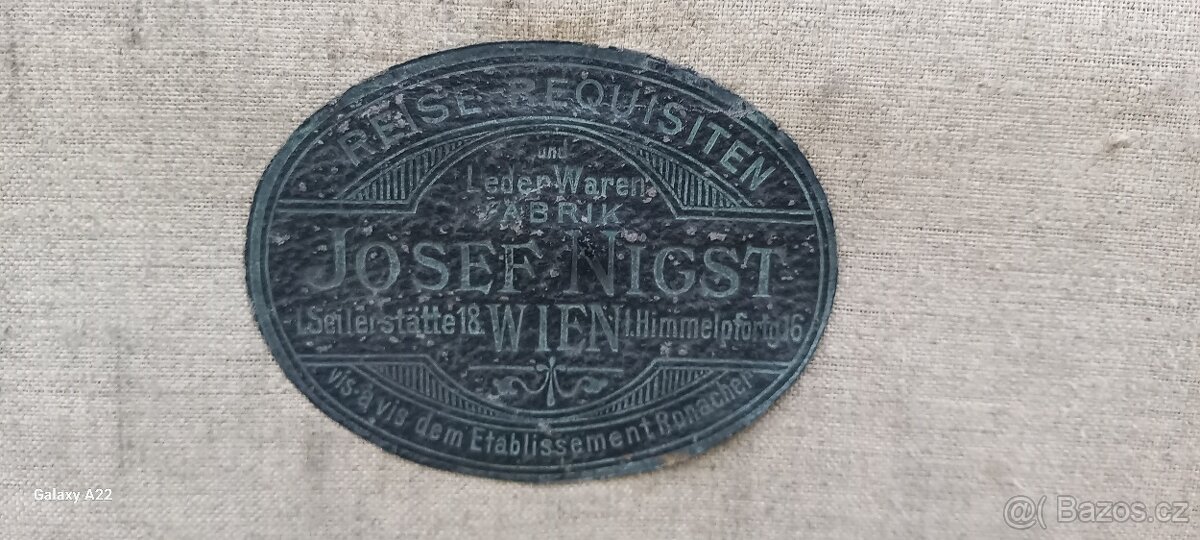 REISE-REQUISITEN
und
Leder-Waren
FABRIK
JOSEF NIGST
I. Seilerstätte 18 WIEN I. Himmelpfortg. 16
vis-à vis dem Etablissement Ronacher
Galaxy A22
@( Bazos.cz